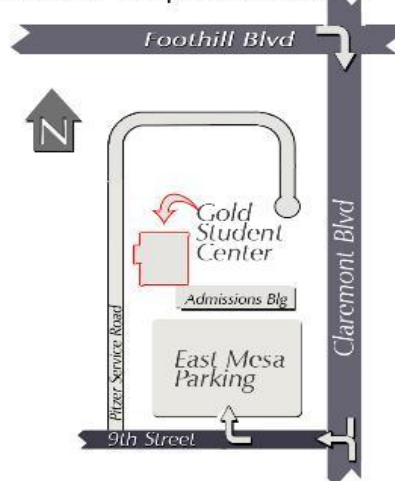 Foothill Blvd
N
Gold
Student
Center
Admissions Blg
Claremont Blvd
Pitzer Service Road
East Mesa
Parking
9th Street